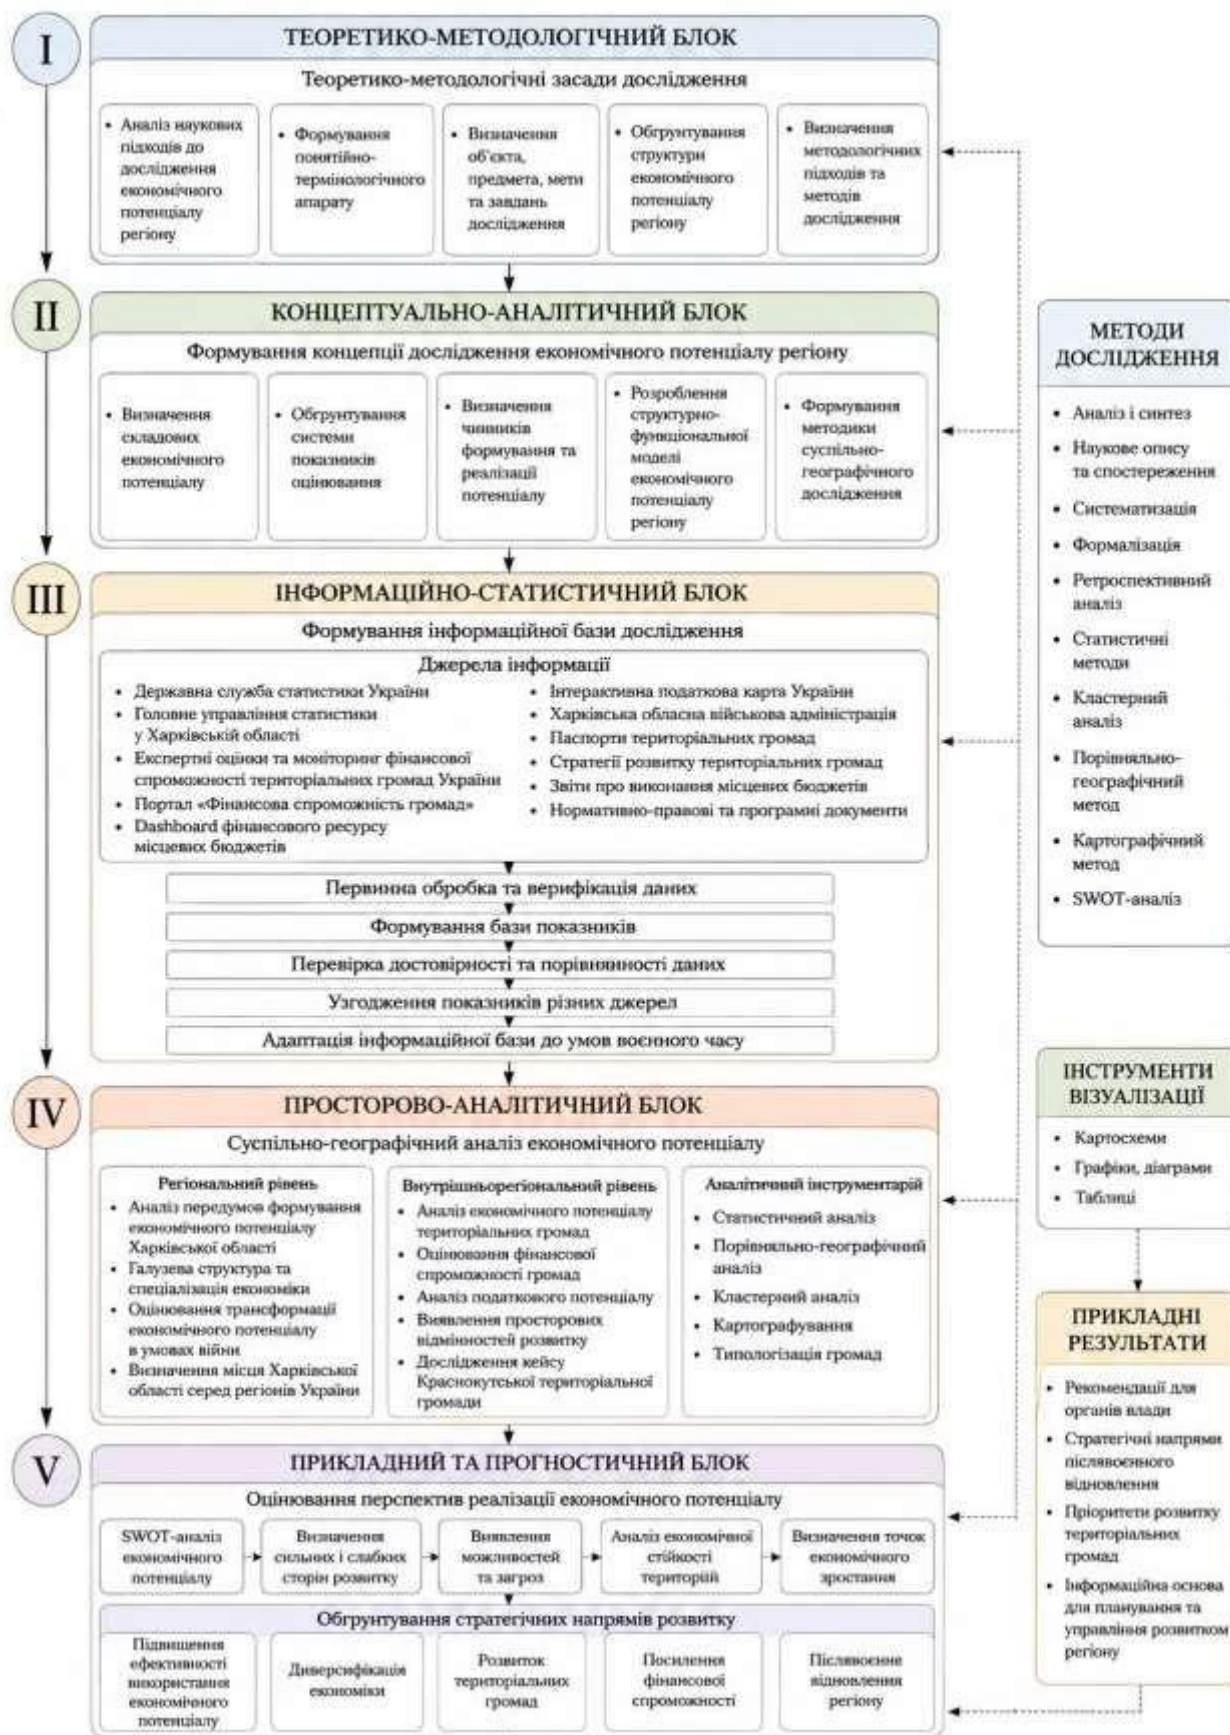 I
ТЕОРЕТИКО-МЕТОДОЛОГІЧНИЙ БЛОК
Теоретико-методологічні засади дослідження
• Аналіз наукових
підходів до
дослідження
економічного
потенціалу
регіону
• Формування
понятійно-
термінологічного
апарату
• Визначення
об'єкта,
предмета, мети
та завдань
дослідження
• Обґрунтування
структури
економічного
потенціалу
регіону
• Визначення
методологічних
підходів та
методів
дослідження
II
КОНЦЕПТУАЛЬНО-АНАЛІТИЧНИЙ БЛОК
Формування концепції дослідження економічного потенціалу регіону
• Визначення
складових
економічного
потенціалу
• Обґрунтування
системи
показників
оцінювання
• Визначення
чинників
формування та
реалізації
потенціалу
• Розроблення
структурно-
функціональної
моделі
економічного
потенціалу
регіону
• Формування
методики
суспільно-
географічного
дослідження
III
ІНФОРМАЦІЙНО-СТАТИСТИЧНИЙ БЛОК
Формування інформаційної бази дослідження
Джерела інформації
• Державна служба статистики України
• Головне управління статистики
у Харківській області
• Експертні оцінки та моніторинг фінансової
спроможності територіальних громад України
• Портал «Фінансова спроможність громад»
• Dashboard фінансового ресурсу
місцевих бюджетів
• Інтерактивна податкова карта України
• Харківська обласна військова адміністрація
• Паспорти територіальних громад
• Стратегії розвитку територіальних громад
• Звіти про виконання місцевих бюджетів
• Нормативно-правові та програмні документи
Первинна обробка та верифікація даних
Формування бази показників
Перевірка достовірності та порівнянності даних
Узгодження показників різних джерел
Адаптація інформаційної бази до умов воєнного часу
IV
ПРОСТОРОВО-АНАЛІТИЧНИЙ БЛОК
Суспільно-географічний аналіз економічного потенціалу
Регіональний рівень
• Аналіз передумов формування
економічного потенціалу
Харківської області
• Галузева структура та
спеціалізація економіки
• Оцінювання трансформації
економічного потенціалу
в умовах війни
• Визначення місця Харківської
області серед регіонів України
Внутрішньорегіональний рівень
• Аналіз економічного потенціалу
територіальних громад
• Оцінювання фінансової
спроможності громад
• Аналіз податкового потенціалу
• Виявлення просторових
відмінностей розвитку
• Дослідження кейсу
Краснокутської територіальної
громади
Аналітичний інструментарій
• Статистичний аналіз
• Порівняльно-географічний
аналіз
• Кластерний аналіз
• Картографування
• Типологізація громад
V
ПРИКЛАДНИЙ ТА ПРОГНОСТИЧНИЙ БЛОК
Оцінювання перспектив реалізації економічного потенціалу
SWOT-аналіз
економічного
потенціалу
Визначення
сильних і слабких
сторін розвитку
Виявлення
можливостей
та загроз
Аналіз економічної
стійкості
територій
Визначення точок
економічного
зростання
Обґрунтування стратегічних напрямів розвитку
Підвищення
ефективності
використання
економічного
потенціалу
Диверсифікація
економіки
Розвиток
територіальних
громад
Посилення
фінансової
спроможності
Післявоєнне
відновлення
регіону
МЕТОДИ
ДОСЛІДЖЕННЯ
• Аналіз і синтез
• Наукове опису
та спостереження
• Систематизація
• Формалізація
• Ретроспективний
аналіз
• Статистичні
методи
• Кластерний
аналіз
• Порівняльно-
географічний
метод
• Картографічний
метод
• SWOT-аналіз
ІНСТРУМЕНТИ
ВІЗУАЛІЗАЦІЇ
• Картосхеми
• Графіки, діаграми
• Таблиці
ПРИКЛАДНІ
РЕЗУЛЬТАТИ
• Рекомендації для
органів влади
• Стратегічні напрями
післявоєнного
відновлення
• Пріоритети розвитку
територіальних
громад
• Інформаційна основа
для планування та
управління розвитком
регіону